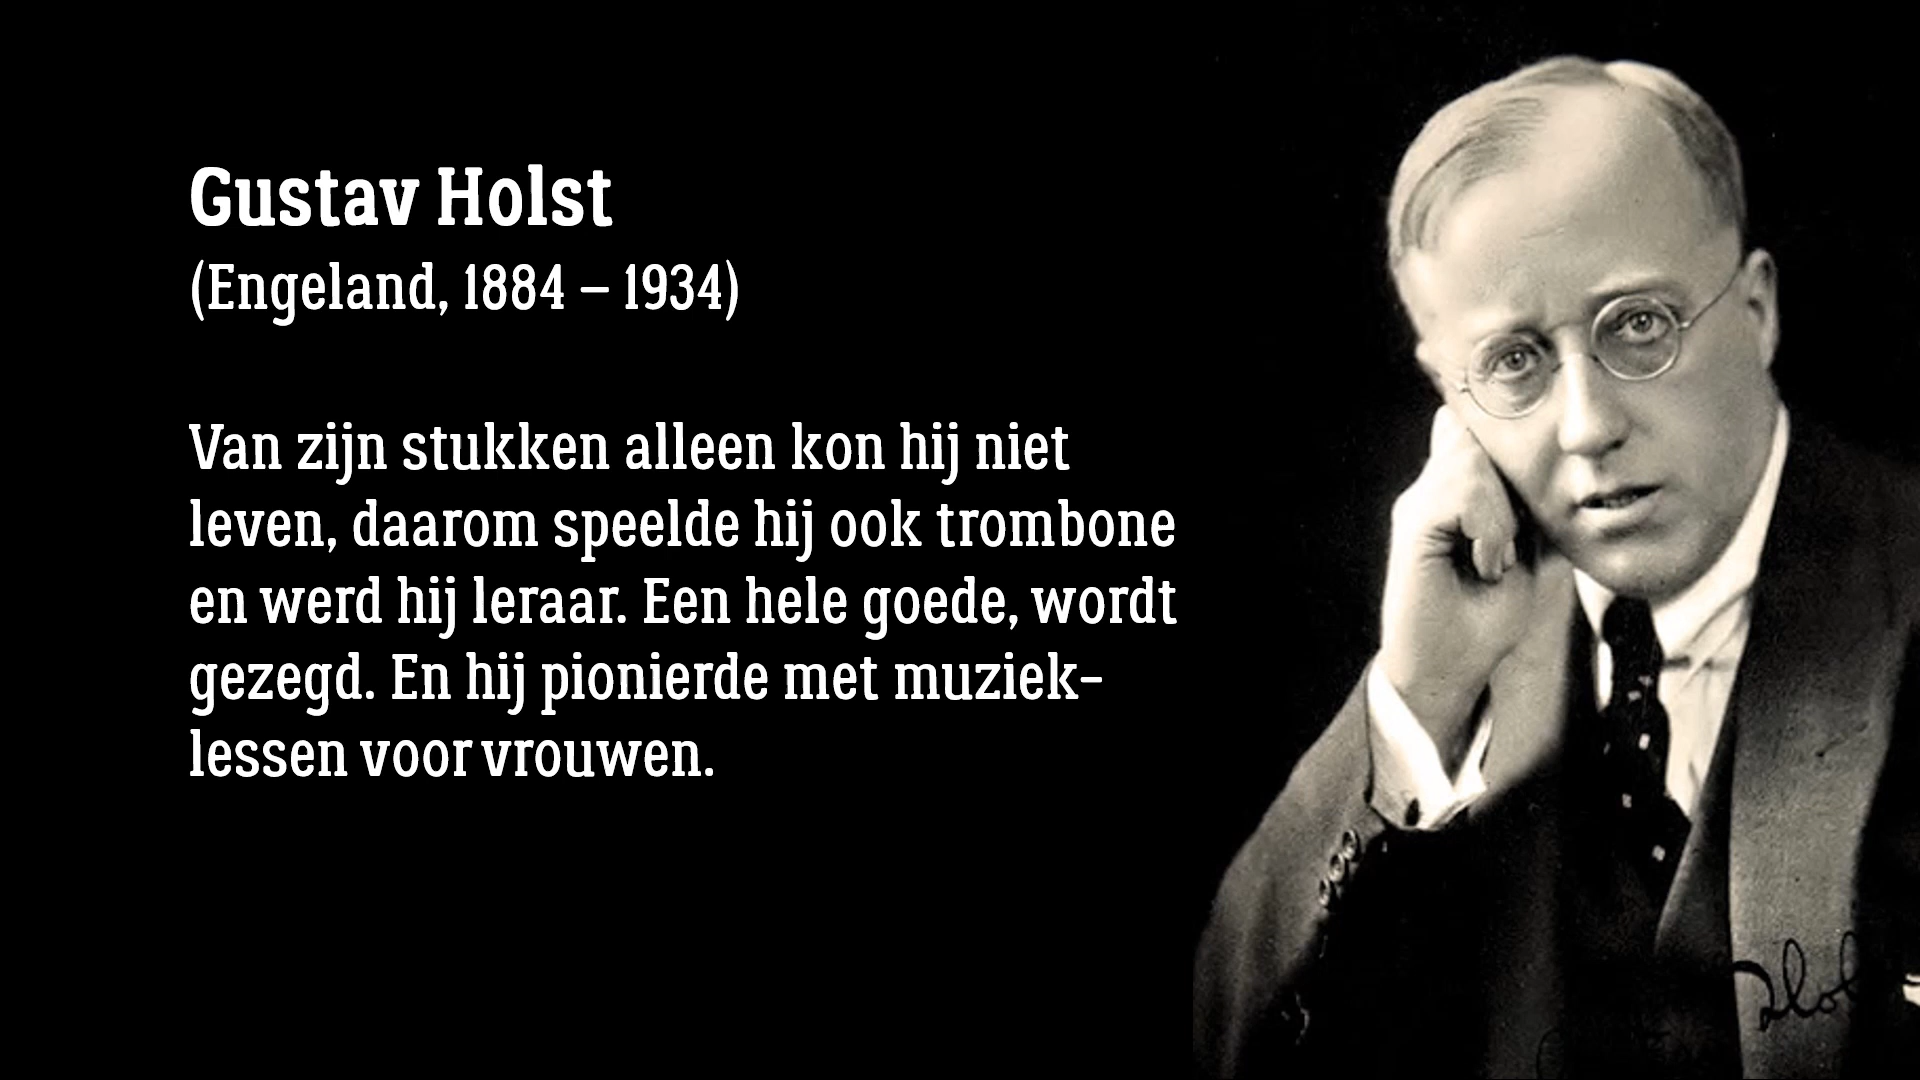 Gustav Holst
(Engeland, 1884 – 1934)
Van zijn stukken alleen kon hij niet
leven, daarom speelde hij ook trombone
en werd hij leraar. Een hele goede, wordt
gezegd. En hij pionierde met muziek-
lessen voor vrouwen.